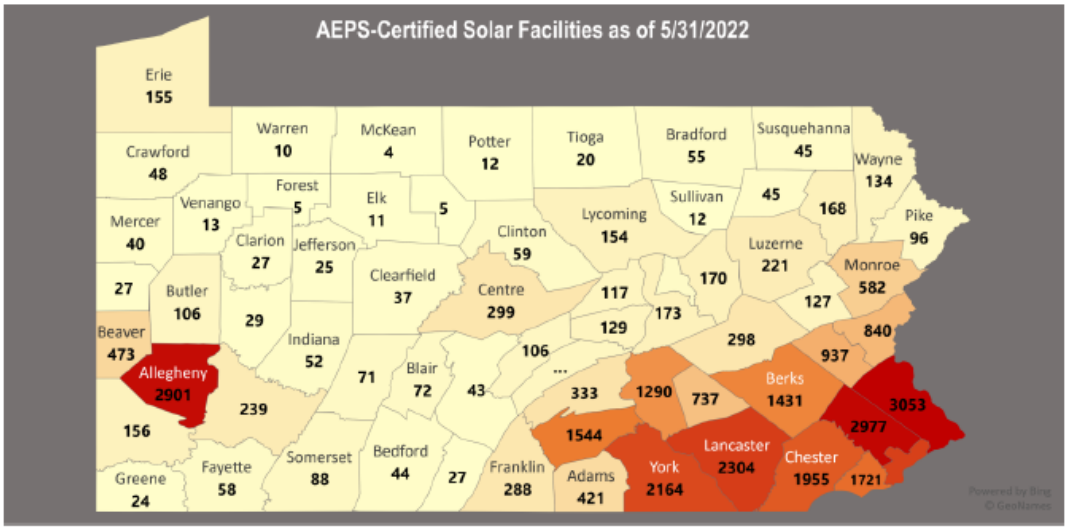 AEPS-Certified Solar Facilities as of 5/31/2022
Erie
155
Warren
10
McKean
4
Potter
12
Tioga
20
Bradford
55
Susquehanna
45
Wayne
134
Crawford
48
Forest
5
Elk
11
5
Sullivan
12
45
168
Pike
96
Venango
13
Mercer
40
Clarion
27
Jefferson
25
Clinton
59
Lycoming
154
Luzerne
221
Monroe
582
27
Butler
106
29
Clearfield
37
Centre
299
117
129
173
170
127
840
Beaver
473
Indiana
52
106
...
298
937
Allegheny
2901
239
71
Blair
72
43
333
1290
737
Berks
1431
3053
2977
156
1544
Lancaster
2304
Chester
1955
1721
Greene
24
Fayette
58
Somerset
88
Bedford
44
27
Franklin
288
Adams
421
York
2164
Powered by Bing
© GeoNames